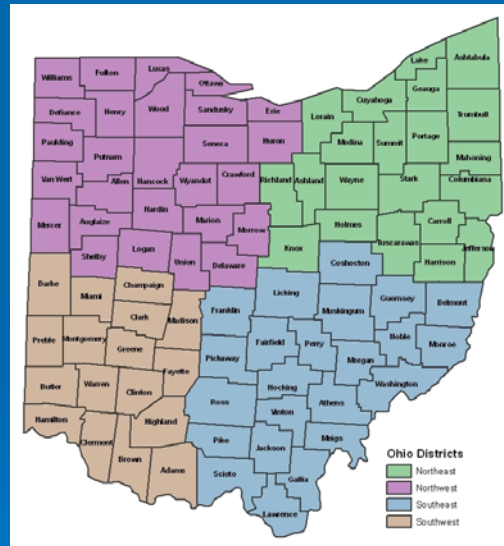 Ashtabula
Lake
Lucas
Fulton
Williams
Ottawa
Geauga
Cuyahoga
Wood
Henry
Defiance
Sandusky
Erie
Lorain
Trumbull
Portage
Summit
Medina
Huron
Seneca
Paulding
Putnam
Mahoning
Crawford
Wyandot
Hancock
Allen
Van Wert
Richland
Ashland
Wayne
Stark
Columbiana
Hardin
Marion
Auglaize
Mercer
Morrow
Holmes
Carroll
Tuscarawas
Jefferson
Harrison
Knox
Logan
Union
Delaware
Shelby
Coshocton
Darke
Miami
Champaign
Licking
Guernsey
Belmont
Muskingum
Franklin
Madison
Clark
Preble
Montgomery
Greene
Fairfield
Perry
Noble
Monroe
Pickaway
Morgan
Fayette
Washington
Butler
Warren
Clinton
Hocking
Ross
Athens
Vinton
Hamilton
Clermont
Highland
Pike
Meigs
Jackson
Brown
Adams
Scioto
Gallia
Lawrence
Ohio Districts
Northeast
Northwest
Southeast
Southwest